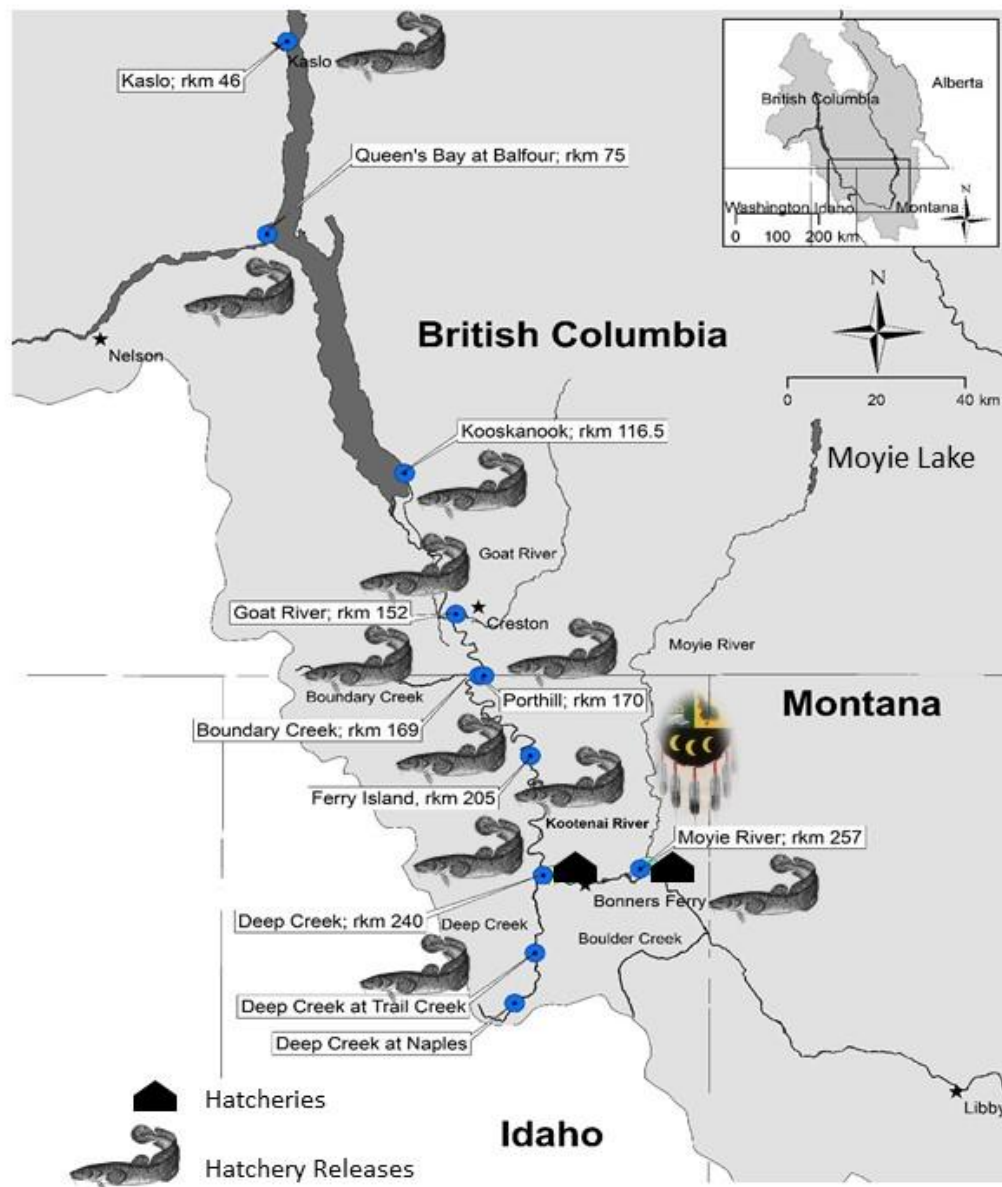 Kaslo
Kaslo; rkm 46
Alberta
British Columbia
Queen's Bay at Balfour; rkm 75
Washington
Idaho
Montana
N
0 100 200 km
N
British Columbia
Nelson
0 20 40 km
Kooskanook; rkm 116.5
Moyie Lake
Goat River
Goat River; rkm 152
Creston
Moyie River
Boundary Creek
Porthill; rkm 170
Montana
Boundary Creek; rkm 169
Ferry Island, rkm 205
Kootenai River
Moyie River; rkm 257
Bonners Ferry
Deep Creek; rkm 240
Deep Creek
Boulder Creek
Deep Creek at Trail Creek
Deep Creek at Naples
Hatcheries
Libby
Idaho
Hatchery Releases